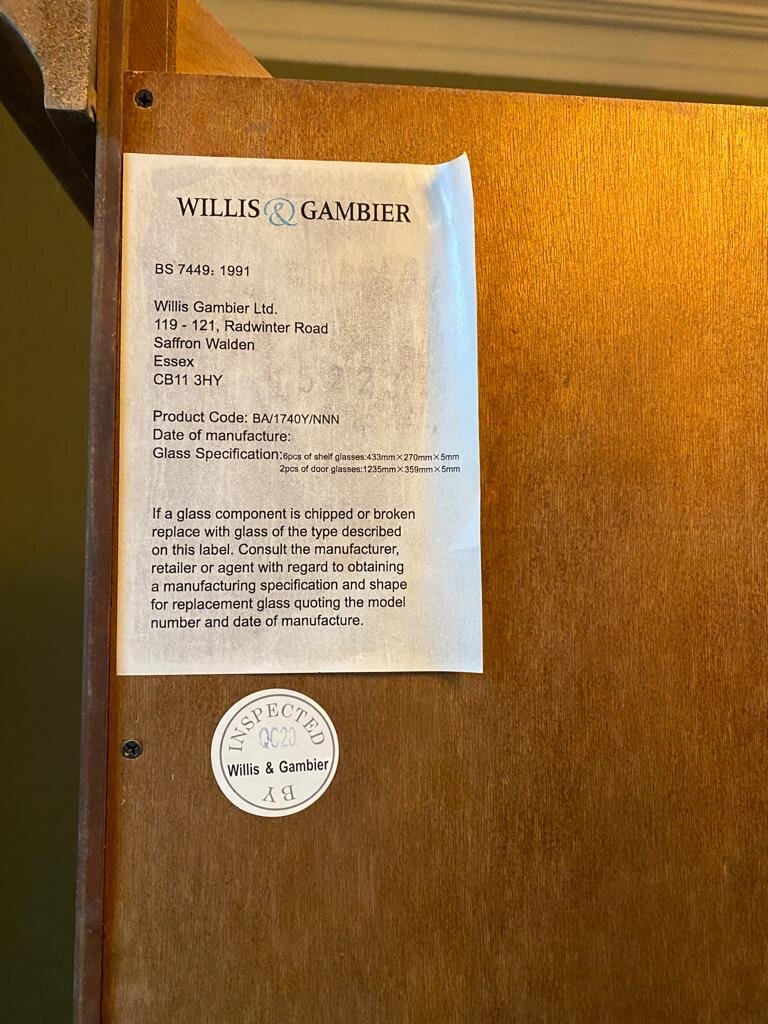 WILLIS & GAMBIER
BS 7449: 1991
Willis Gambier Ltd.
119 - 121, Radwinter Road
Saffron Walden
Essex
CB11 3HY
Product Code: BA/1740Y/NNN
Date of manufacture:
Glass Specification:6pcs of shelf glasses:433mm×270mm×5mm
2pcs of door glasses:1235mm×359mm×5mm
If a glass component is chipped or broken
replace with glass of the type described
on this label. Consult the manufacturer,
retailer or agent with regard to obtaining
a manufacturing specification and shape
for replacement glass quoting the model
number and date of manufacture.
INSPECTED
QC20
Willis & Gambier
BY